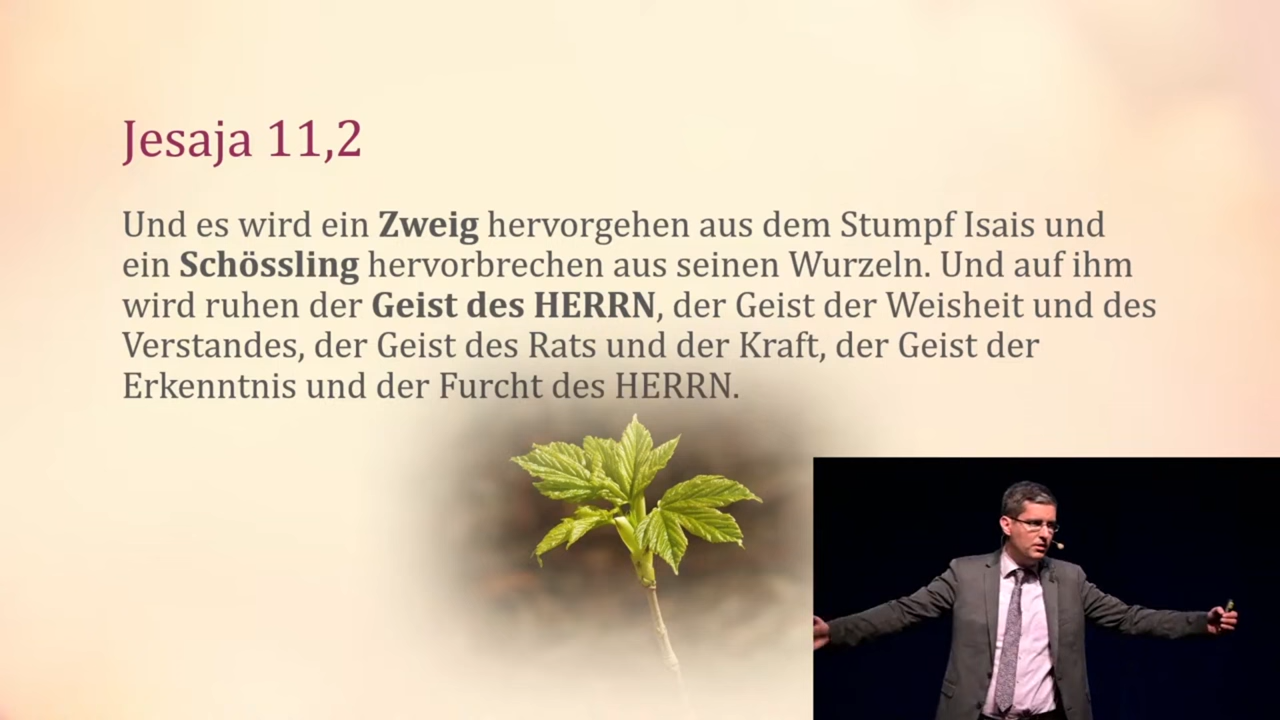 Jesaja 11,2
Und es wird ein Zweig hervorgehen aus dem Stumpf Isais und
ein Schössling hervorbrechen aus seinen Wurzeln. Und auf ihm
wird ruhen der Geist des HERRN, der Geist der Weisheit und des
Verstandes, der Geist des Rats und der Kraft, der Geist der
Erkenntnis und der Furcht des HERRN.